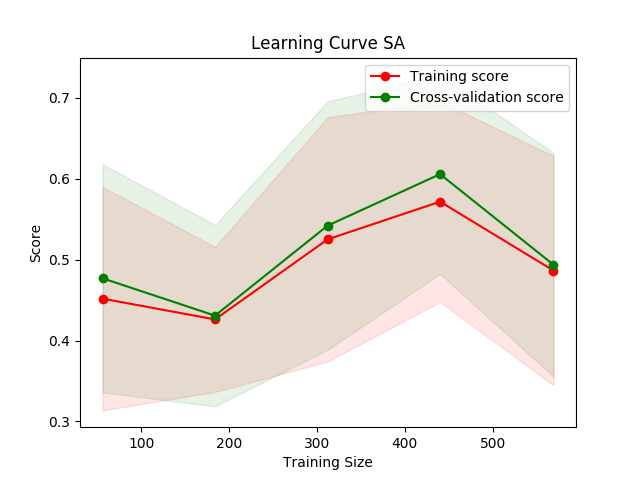 Learning Curve SA
Training score
Cross-validation score
0.7
0.6
0.5
0.4
0.3
Score
100 200 300 400 500
Training Size